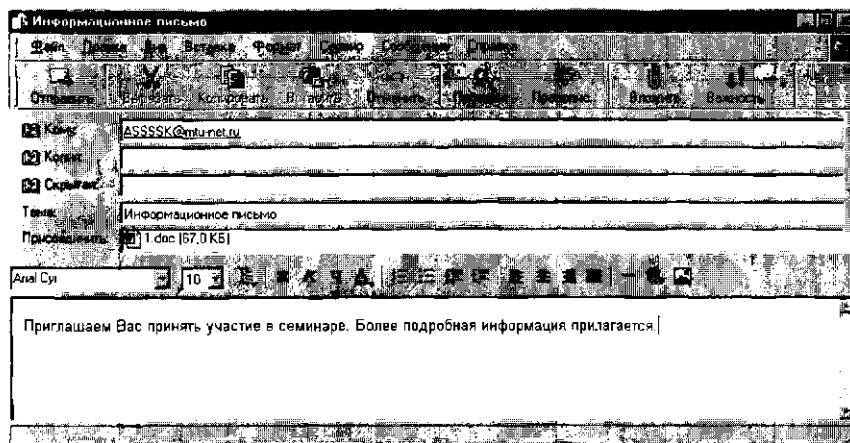 Информационное письмо
Файл Правка Вид Вставка Формат Сервис Сообщение Справка
Отправить Вырезать Копировать Вставить Отменить Проверить Правопис. Вложить Важность
Кому: ASSSSK@mtu-net.ru
Копия:
Скрытая:
Тема: Информационное письмо
Присоединить: 1.doc (67,0 КБ)
Arial Cyr 10
Приглашаем Вас принять участие в семинаре. Более подробная информация прилагается.